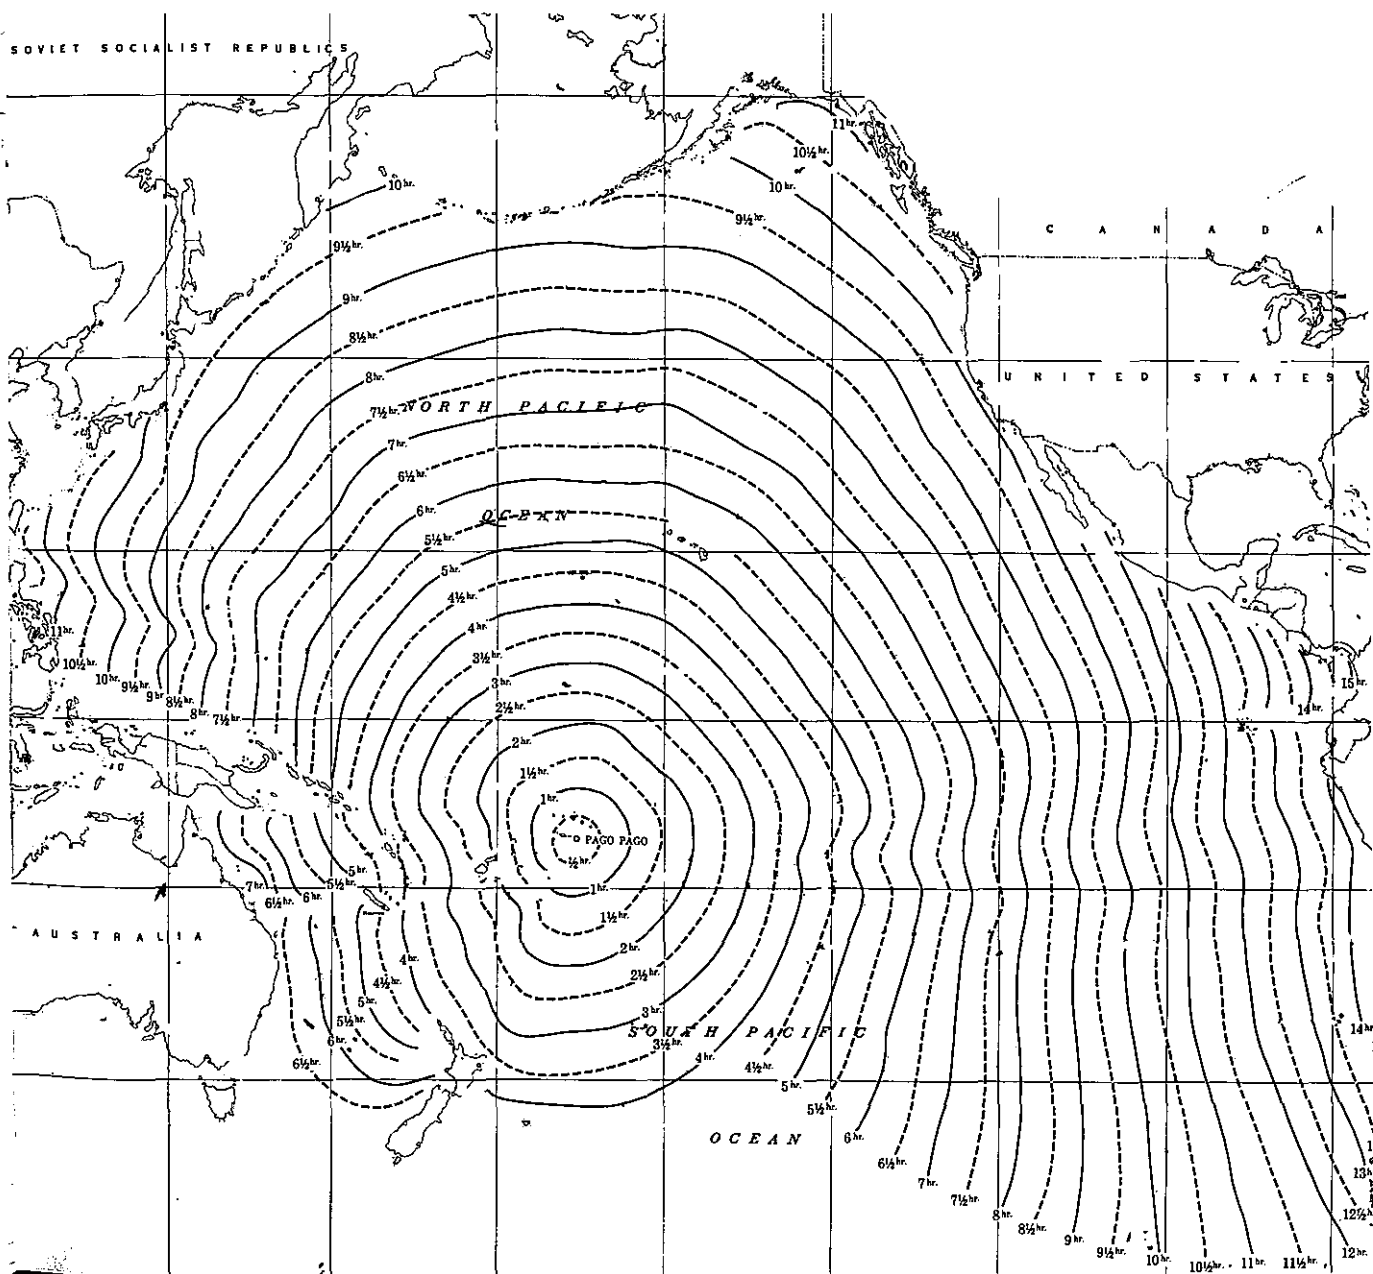 SOVIET SOCIALIST REPUBLICS
11hr.
10½hr.
10hr.
10hr.
9½hr.
9½hr.
CANADA
9hr.
8½hr.
8hr.
UNITED STATES
7½hr.
NORTH PACIFIC
7hr.
6½hr.
6hr.
OCEAN
5½hr.
5hr.
4½hr.
4hr.
11hr.
3½hr.
10½hr.
10hr.
9½hr.
9hr
8½hr.
8hr.
7½hr.
3hr.
15hr.
2½hr.
14hr.
2hr.
1½hr.
1hr.
PAGO PAGO
½hr.
5hr.
7hr.
6½hr.
6hr.
5½hr.
1hr.
1½hr.
AUSTRALIA
2hr.
4hr.
2½hr.
4½hr.
5hr.
3hr.
5½hr.
SOUTH PACIFIC
14hr
6hr.
3½hr.
6½hr.
4hr.
4½hr.
5hr.
5½hr.
OCEAN
6hr.
6½hr.
7hr.
13h
7½hr.
8hr.
12½h
8½hr.
9hr.
9½hr.
10hr.
10½hr.
11hr.
11½hr.
12hr.